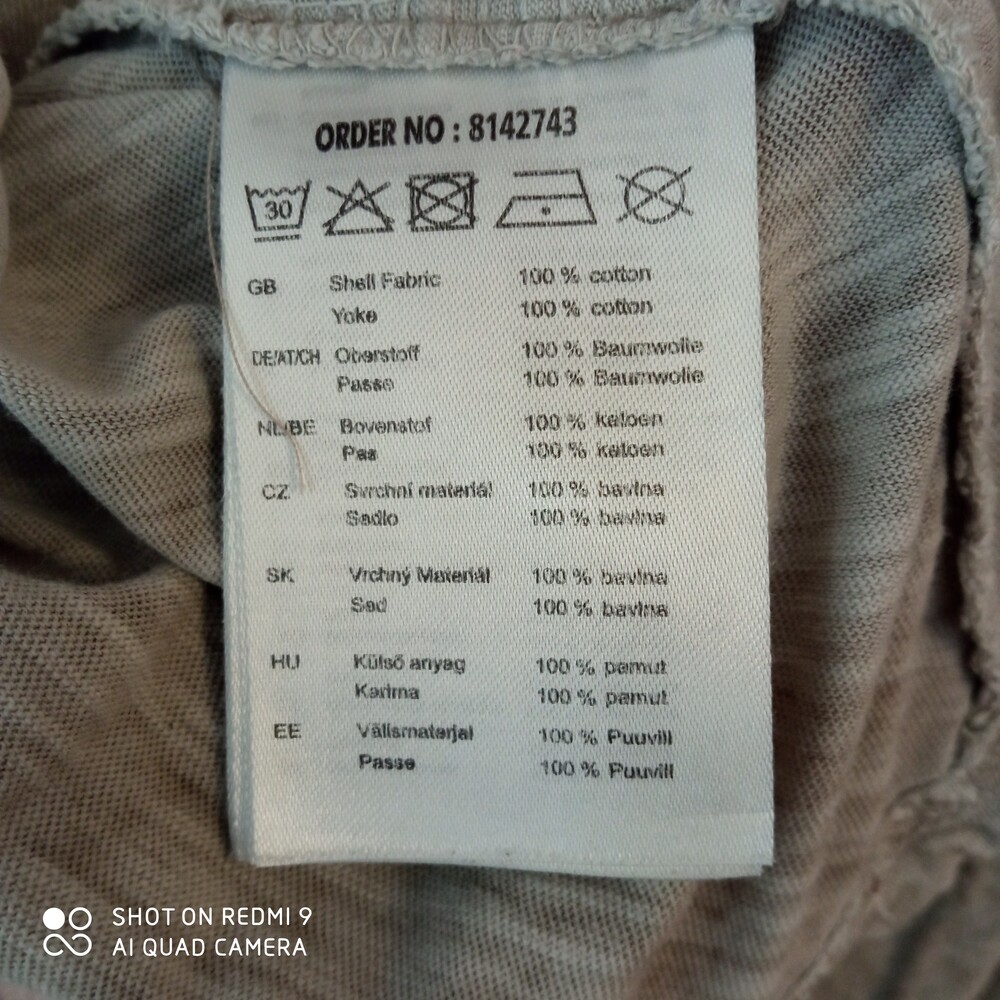 ORDER NO : 8142743
30
GB Shell Fabric 100 % cotton
Yoke 100 % cotton
DE/AT/CH Oberstoff 100 % Baumwolle
Passe 100 % Baumwolle
NL/BE Bovenstof 100 % katoen
Pas 100 % katoen
CZ Svrchní materiál 100 % bavlna
Sedlo 100 % bavlna
SK Vrchný Materiál 100 % bavlna
Sed 100 % bavlna
HU Külső anyag 100 % pamut
Karima 100 % pamut
EE Välismaterjal 100 % Puuvill
Passe 100 % Puuvill
SHOT ON REDMI 9
AI QUAD CAMERA